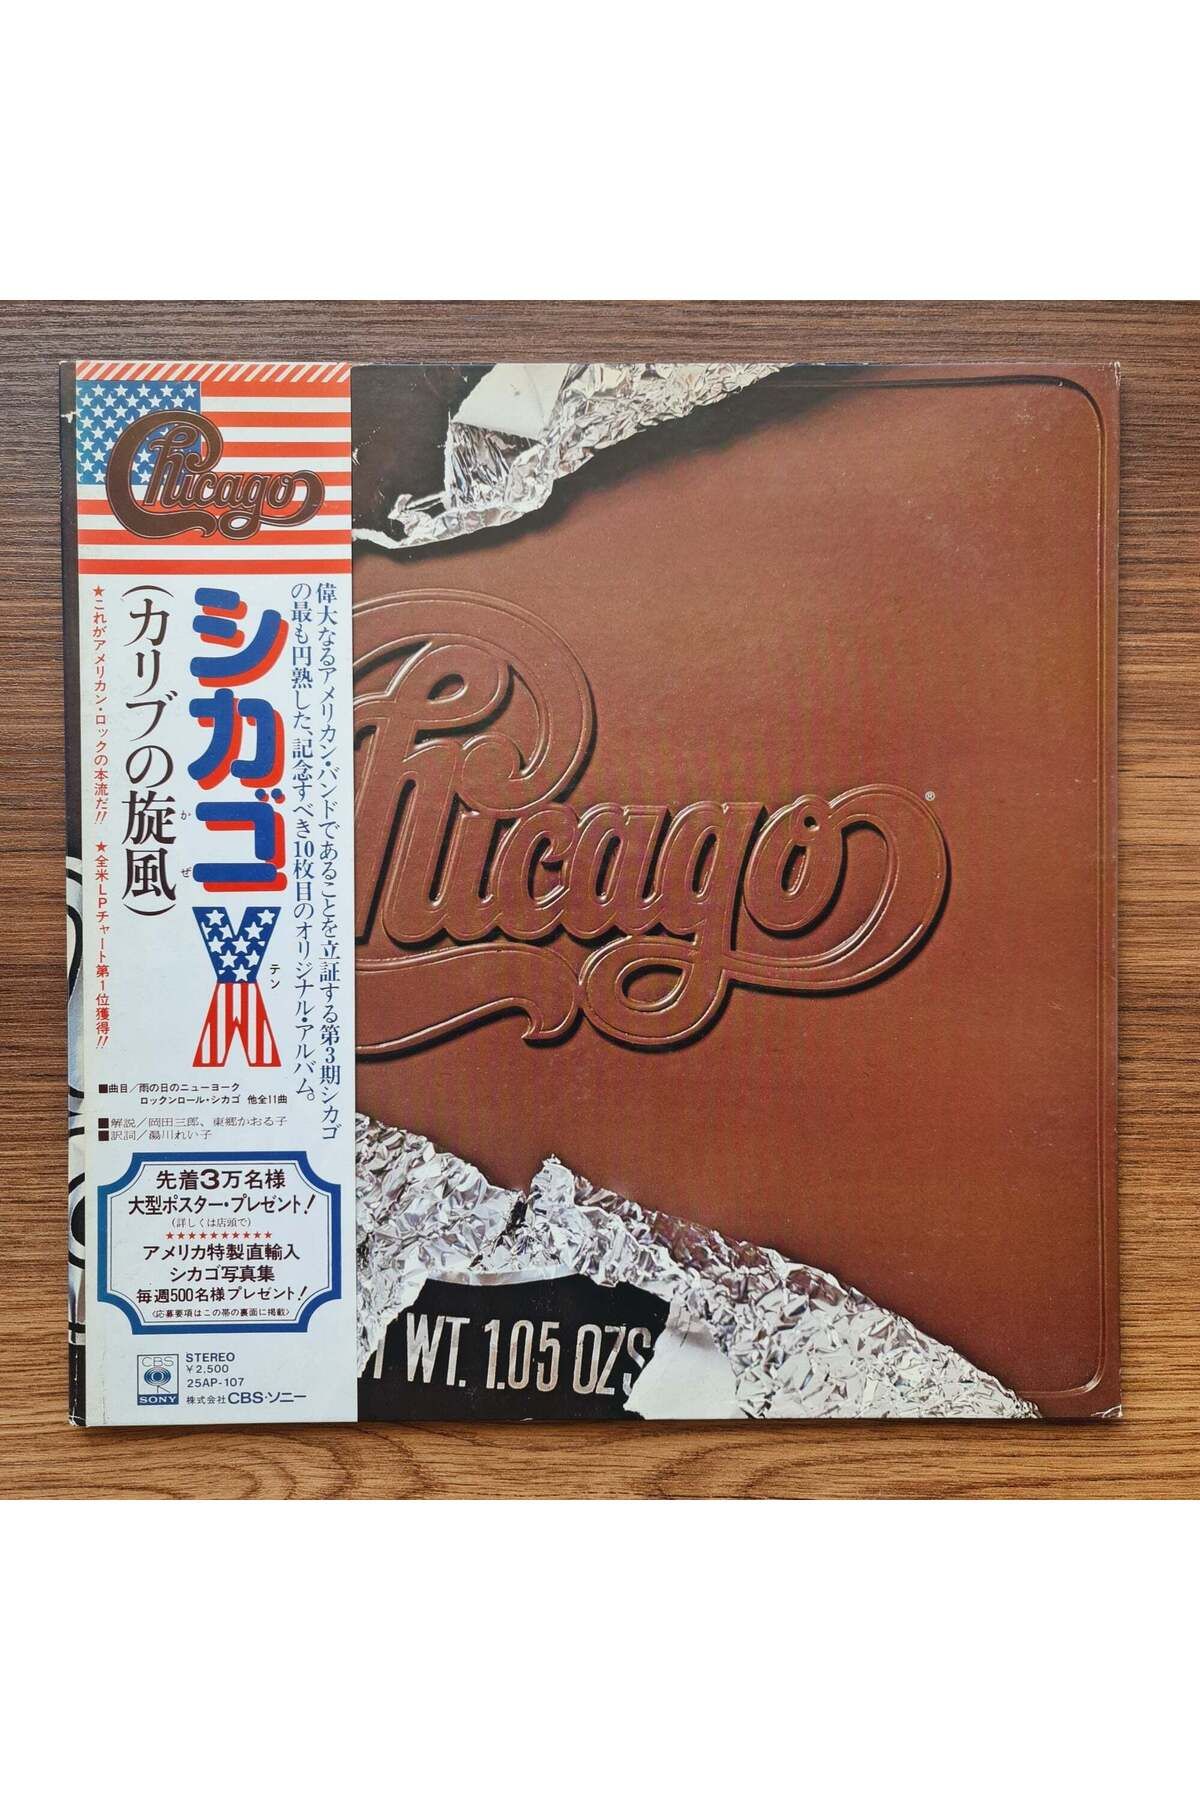 Chicago
偉大なるアメリカン・バンドであることを立証する第3期シカゴ
の最も円熟した、記念すべき10枚目のオリジナル・アルバム。
シカゴX
テン
(カリブの旋風)
かぜ
★これがアメリカン・ロックの本流だ!! ★全米LPチャート第1位獲得!!
■曲目/雨の日のニューヨーク
ロックンロール・シカゴ 他全11曲
■解説/岡田三郎、東郷かおる子
■訳詞/湯川れい子
先着3万名様
大型ポスター・プレゼント!
(詳しくは店頭で)
★★★★★★★★★★
アメリカ特製直輸入
シカゴ写真集
毎週500名様プレゼント!
〈応募要項はこの帯の裏面に掲載〉
CBS
SONY
STEREO
¥2,500
25AP-107
株式会社CBS・ソニー
Chicago®
WT. 1.05 OZS